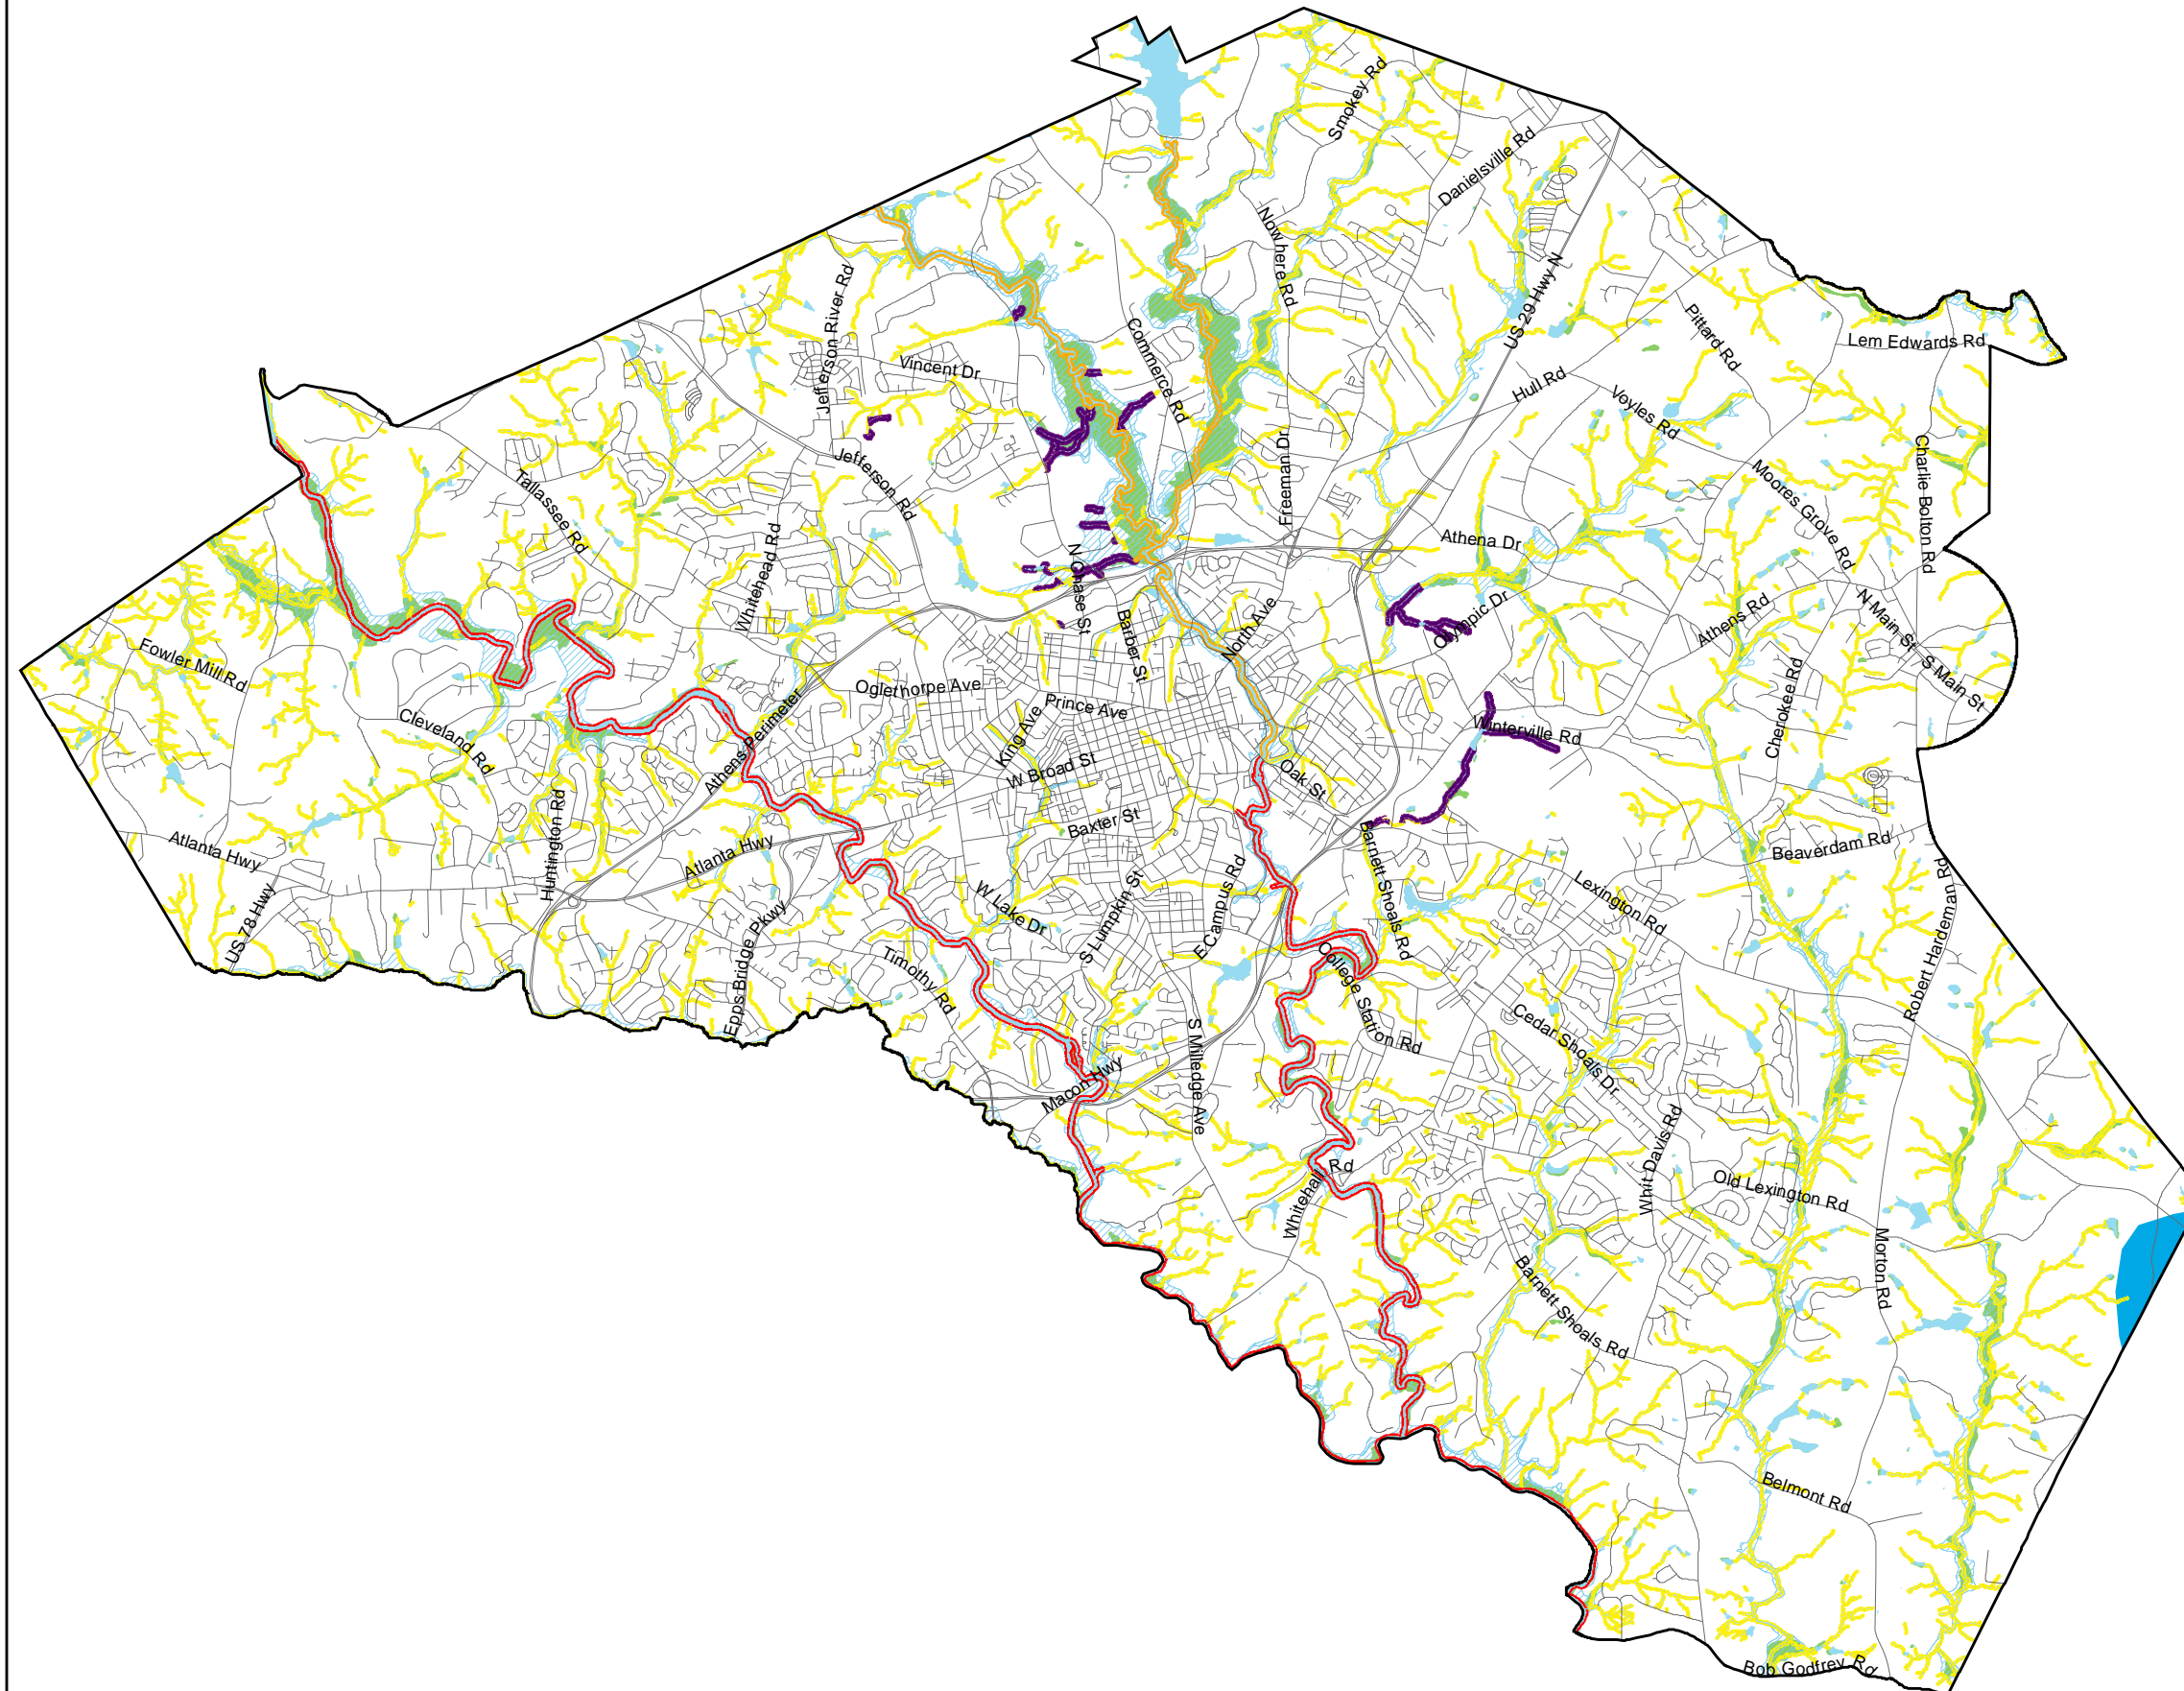 Smokey Rd
Danielsville Rd
Nowhere Rd
US 29 Hwy N
Jefferson River Rd
Commerce Rd
Vincent Dr
Pittard Rd
Lem Edwards Rd
Hull Rd
Voyles Rd
Jefferson Rd
Freeman Dr
Charlie Bolton Rd
Tallassee Rd
Moores Grove Rd
Whitehead Rd
N Chase St
Athena Dr
Barber St
North Ave
Olympic Dr
Athens Rd
N Main St
S Main St
Fowler Mill Rd
Cleveland Rd
Athens Perimeter
Oglethorpe Ave
Prince Ave
King Ave
W Broad St
Winterville Rd
Cherokee Rd
Oak St
Huntington Rd
Baxter St
Atlanta Hwy
Atlanta Hwy
Barnett Shoals Rd
Beaverdam Rd
US 78 Hwy
Epps Bridge Pkwy
W Lake Dr
S Lumpkin St
E Campus Rd
Lexington Rd
Robert Hardeman Rd
Timothy Rd
College Station Rd
Cedar Shoals Dr
S Milledge Ave
Macon Hwy
Whit Davis Rd
Whitehall Rd
Old Lexington Rd
Morton Rd
Barnett Shoals Rd
Belmont Rd
Bob Godfrey Rd